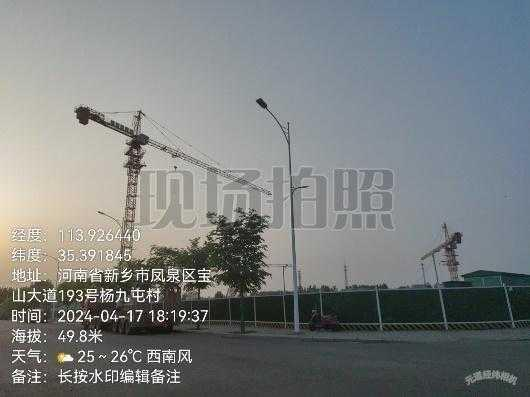 现场拍照
经度：113.926440
纬度：35.391845
地址：河南省新乡市凤泉区宝
山大道193号杨九屯村
时间：2024-04-17 18:19:37
海拔：49.8米
天气：25～26℃ 西南风
备注：长按水印编辑备注
元道经纬相机